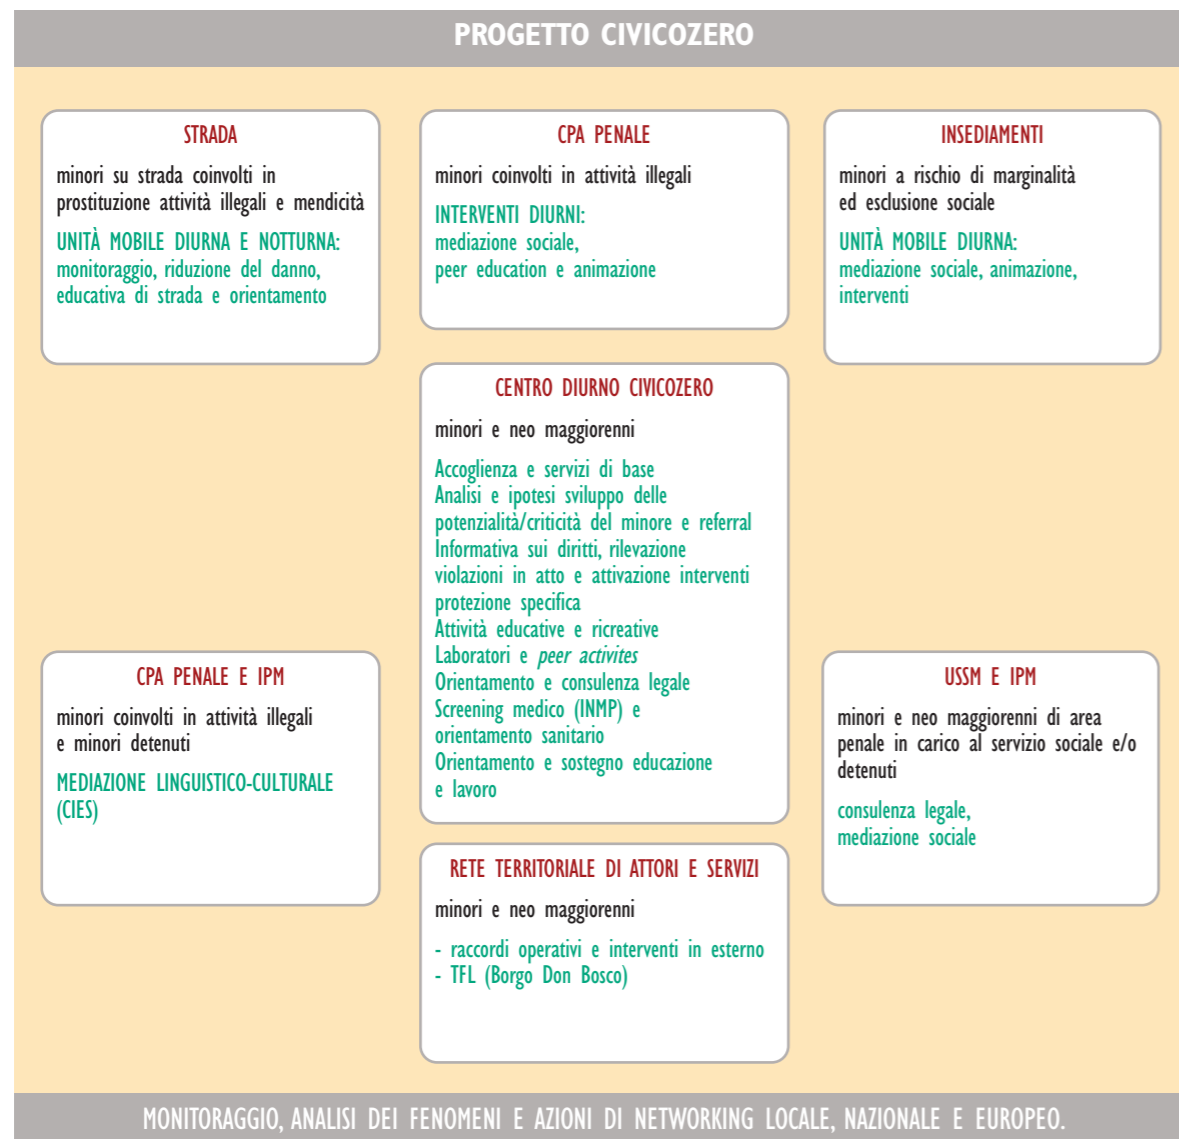 PROGETTO CIVICOZERO
STRADA
minori su strada coinvolti in
prostituzione attività illegali e mendicità
UNITÀ MOBILE DIURNA E NOTTURNA:
monitoraggio, riduzione del danno,
educativa di strada e orientamento
CPA PENALE
minori coinvolti in attività illegali
INTERVENTI DIURNI:
mediazione sociale,
peer education e animazione
INSEDIAMENTI
minori a rischio di marginalità
ed esclusione sociale
UNITÀ MOBILE DIURNA:
mediazione sociale, animazione,
interventi
CENTRO DIURNO CIVICOZERO
minori e neo maggiorenni
Accoglienza e servizi di base
Analisi e ipotesi sviluppo delle
potenzialità/criticità del minore e referral
Informativa sui diritti, rilevazione
violazioni in atto e attivazione interventi
protezione specifica
Attività educative e ricreative
Laboratori e peer activites
Orientamento e consulenza legale
Screening medico (INMP) e
orientamento sanitario
Orientamento e sostegno educazione
e lavoro
CPA PENALE E IPM
minori coinvolti in attività illegali
e minori detenuti
MEDIAZIONE LINGUISTICO-CULTURALE
(CIES)
USSM E IPM
minori e neo maggiorenni di area
penale in carico al servizio sociale e/o
detenuti
consulenza legale,
mediazione sociale
RETE TERRITORIALE DI ATTORI E SERVIZI
minori e neo maggiorenni
- raccordi operativi e interventi in esterno
- TFL (Borgo Don Bosco)
MONITORAGGIO, ANALISI DEI FENOMENI E AZIONI DI NETWORKING LOCALE, NAZIONALE E EUROPEO.